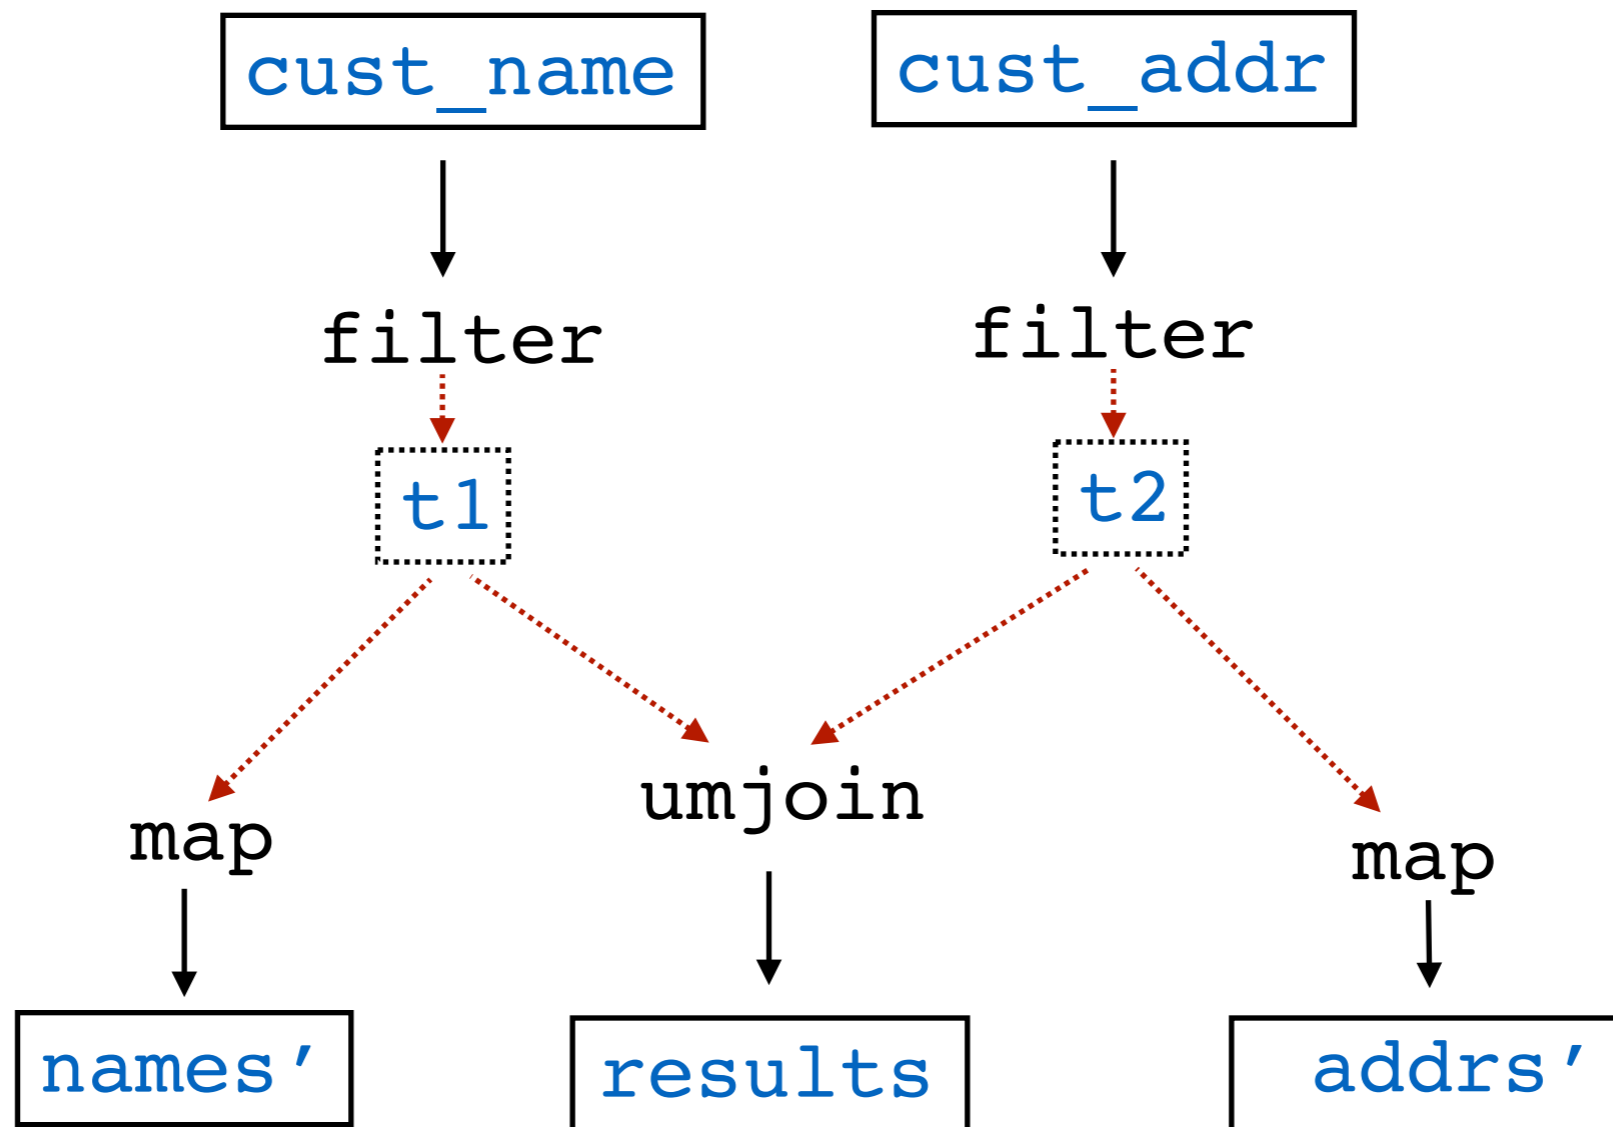 cust_name
cust_addr
filter
filter
t1
t2
map
umjoin
map
names’
results
addrs’